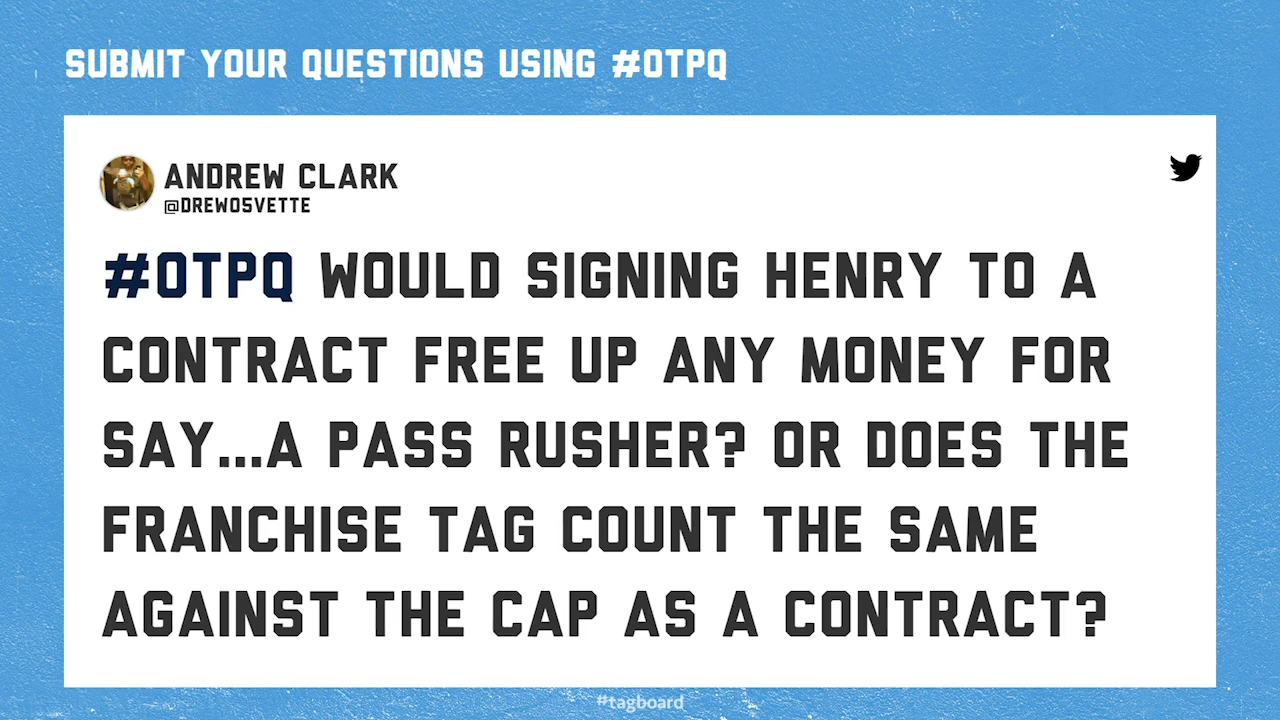 SUBMIT YOUR QUESTIONS USING #OTPQ
ANDREW CLARK
@DREWOSVETTE
#OTPQ WOULD SIGNING HENRY TO A
CONTRACT FREE UP ANY MONEY FOR
SAY...A PASS RUSHER? OR DOES THE
FRANCHISE TAG COUNT THE SAME
AGAINST THE CAP AS A CONTRACT?
#tagboard